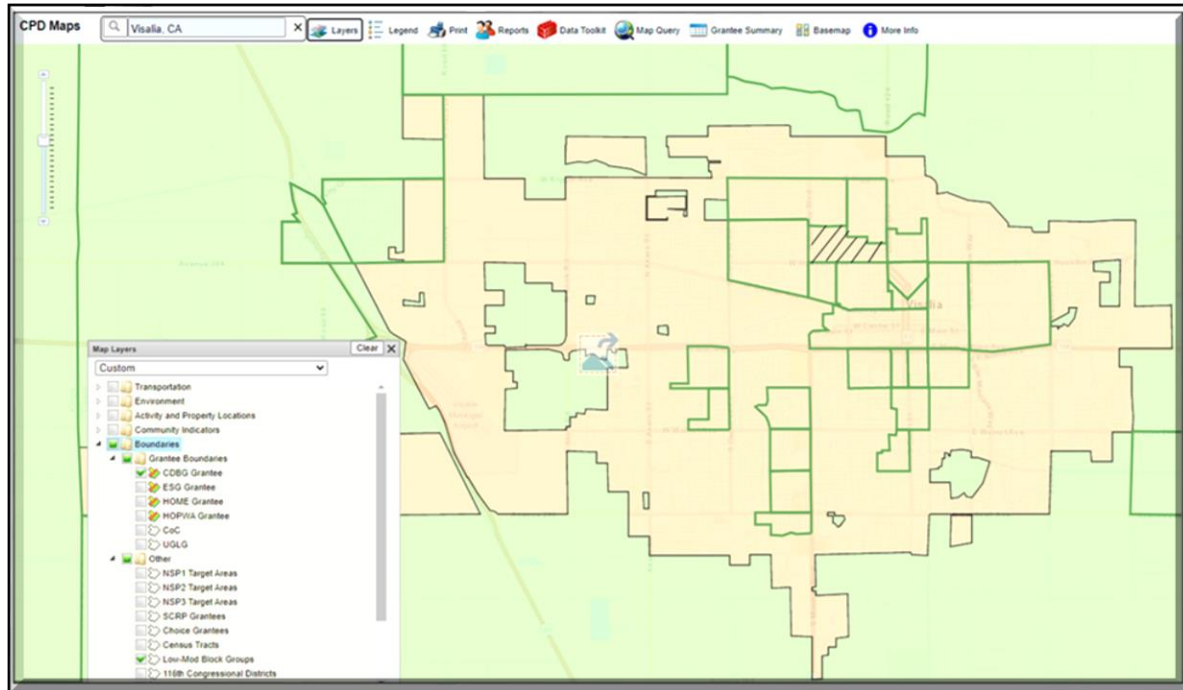 CPD Maps
Visalia, CA
Layers
Legend
Print
Reports
Data Toolkit
Map Query
Grantee Summary
Basemap
More Info
Visalia
Map Layers
Clear
Custom
Transportation
Environment
Activity and Property Locations
Community Indicators
Boundaries
Grantee Boundaries
CDBG Grantee
ESG Grantee
HOME Grantee
HOPWA Grantee
CoC
UGLG
Other
NSP1 Target Areas
NSP2 Target Areas
NSP3 Target Areas
SCRP Grantees
Choice Grantees
Census Tracts
Low-Mod Block Groups
116th Congressional Districts